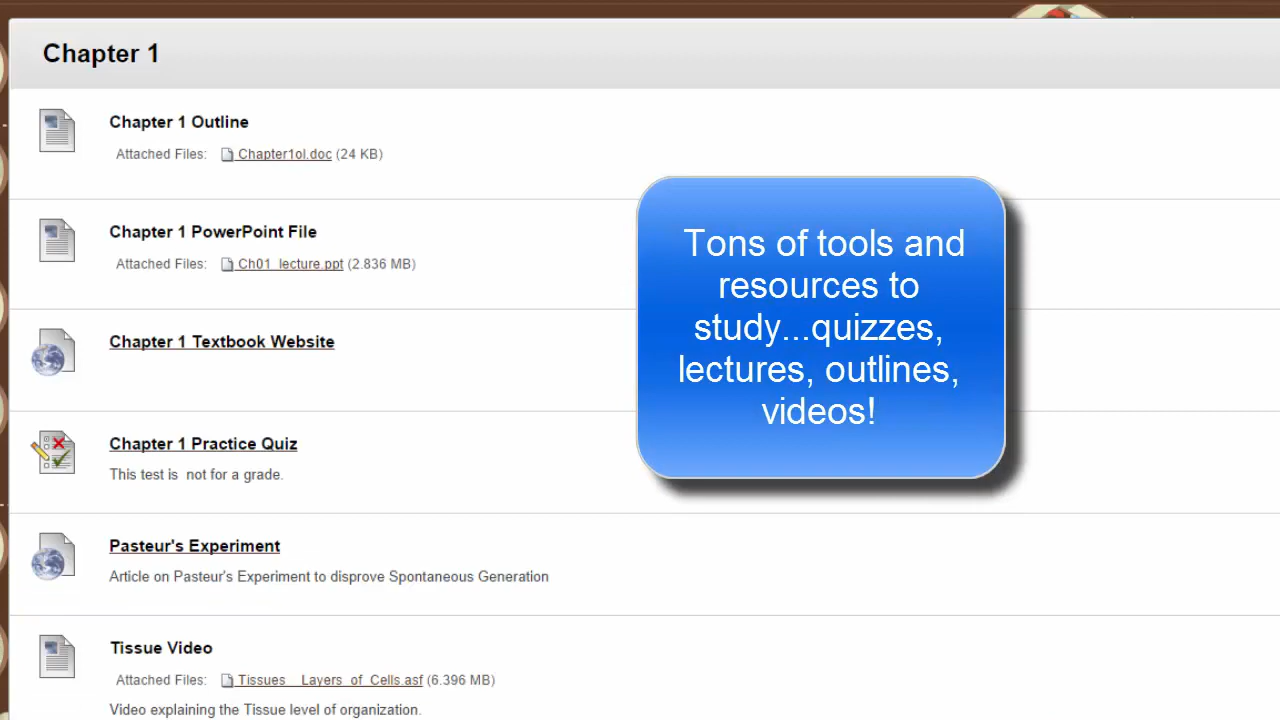 Chapter 1
Chapter 1 Outline
Attached Files: Chapter1ol.doc (24 KB)
Chapter 1 PowerPoint File
Attached Files: Ch01_lecture.ppt (2.836 MB)
Chapter 1 Textbook Website
Chapter 1 Practice Quiz
This test is not for a grade.
Pasteur's Experiment
Article on Pasteur's Experiment to disprove Spontaneous Generation
Tissue Video
Attached Files: Tissues__Layers_of_Cells.asf (6.396 MB)
Video explaining the Tissue level of organization.
Tons of tools and
resources to
study...quizzes,
lectures, outlines,
videos!